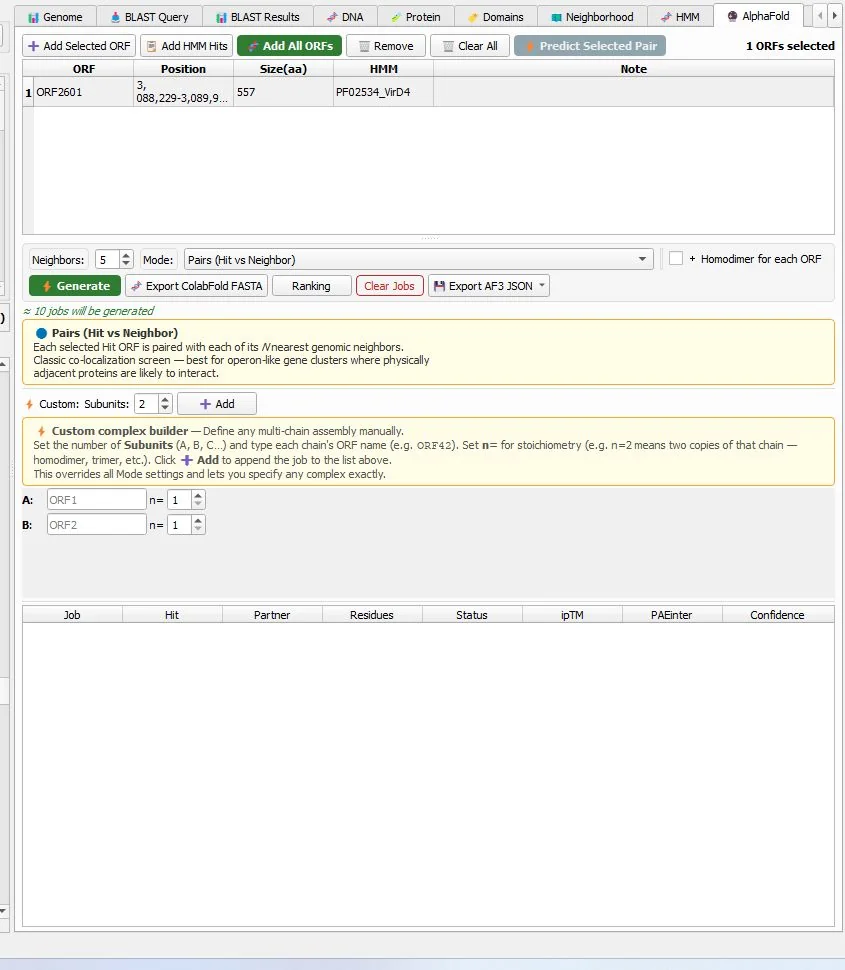 Genome BLAST Query BLAST Results DNA Protein Domains Neighborhood HMM AlphaFold
Add Selected ORF Add HMM Hits Add All ORFs Remove Clear All Predict Selected Pair 1 ORFs selected
ORF Position Size(aa) HMM Note
1 ORF2601 3,
088,229-3,089,9... 557 PF02534_VirD4
Neighbors: 5 Mode: Pairs (Hit vs Neighbor) + Homodimer for each ORF
Generate Export ColabFold FASTA Ranking Clear Jobs Export AF3 JSON
≈ 10 jobs will be generated
Pairs (Hit vs Neighbor)
Each selected Hit ORF is paired with each of its N nearest genomic neighbors.
Classic co-localization screen — best for operon-like gene clusters where physically
adjacent proteins are likely to interact.
)
Custom: Subunits: 2 Add
Custom complex builder — Define any multi-chain assembly manually.
Set the number of Subunits (A, B, C...) and type each chain's ORF name (e.g. ORF42). Set n= for stoichiometry (e.g. n=2 means two copies of that chain —
homodimer, trimer, etc.). Click + Add to append the job to the list above.
This overrides all Mode settings and lets you specify any complex exactly.
A: ORF1 n= 1
B: ORF2 n= 1
Job Hit Partner Residues Status ipTM PAEinter Confidence